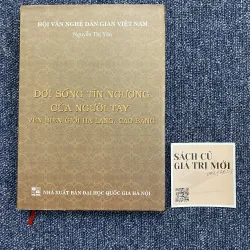 HỘI VĂN NGHỆ DÂN GIAN VIỆT NAM
Nguyễn Thị Yên
ĐỜI SỐNG TÍN NGƯỠNG
CỦA NGƯỜI TÀY
VEN BIÊN GIỚI HẠ LANG, CAO BẰNG
NHÀ XUẤT BẢN ĐẠI HỌC QUỐC GIA HÀ NỘI
SÁCH CŨ
GIÁ TRỊ MỚI